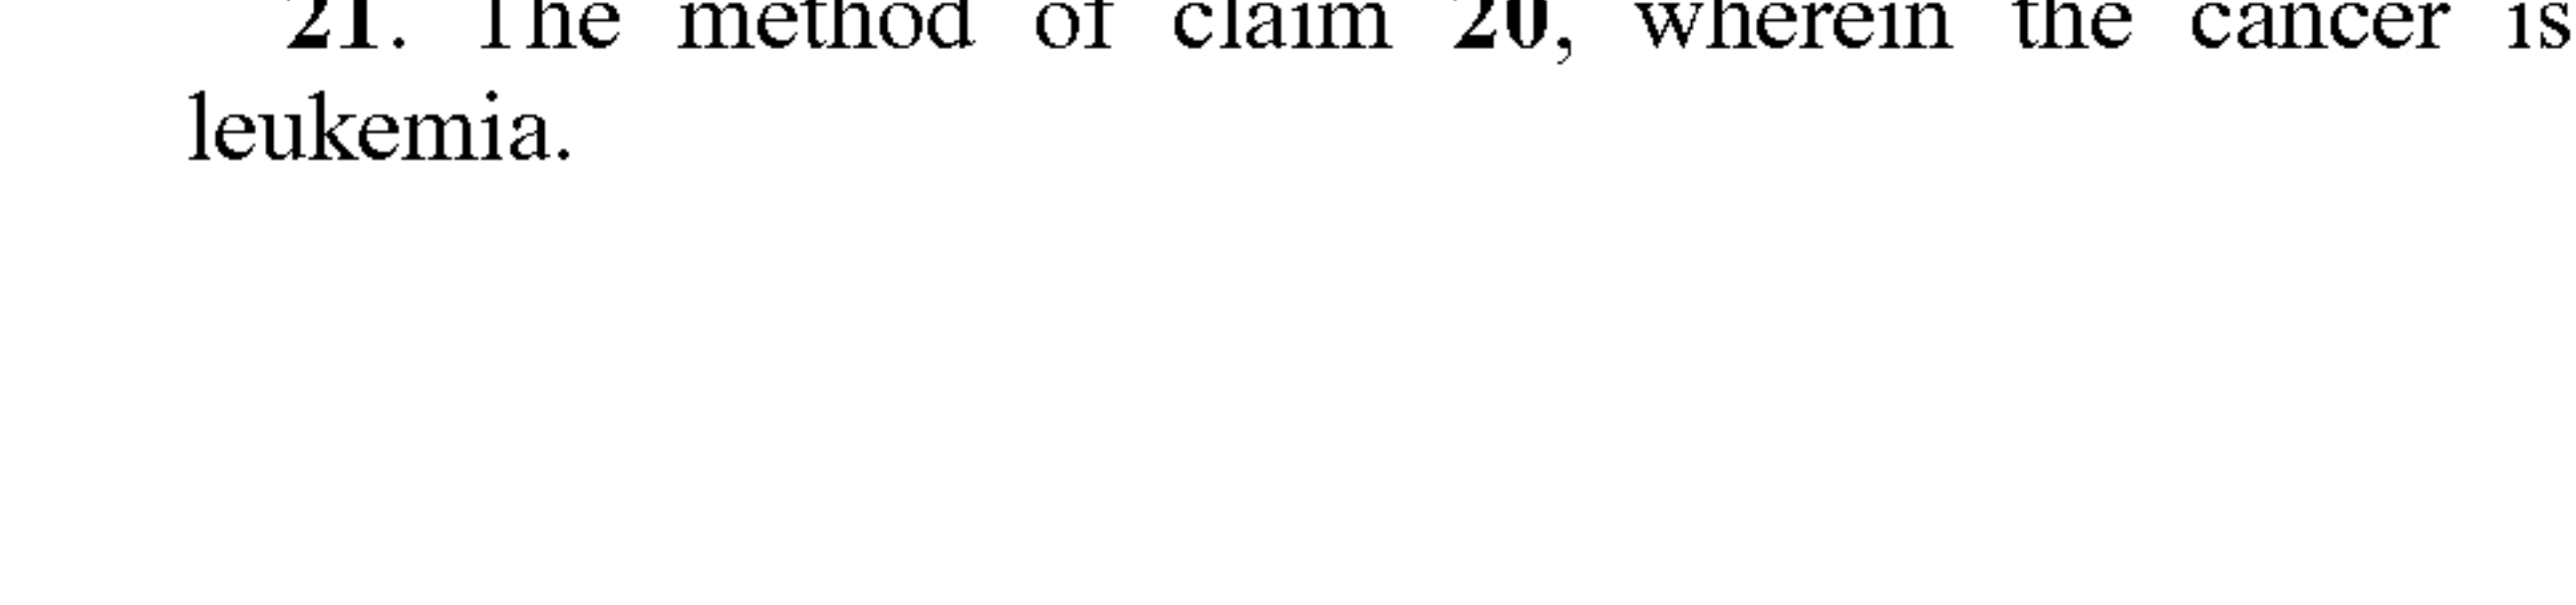 21. The method of claim 20, wherein the cancer is
leukemia.